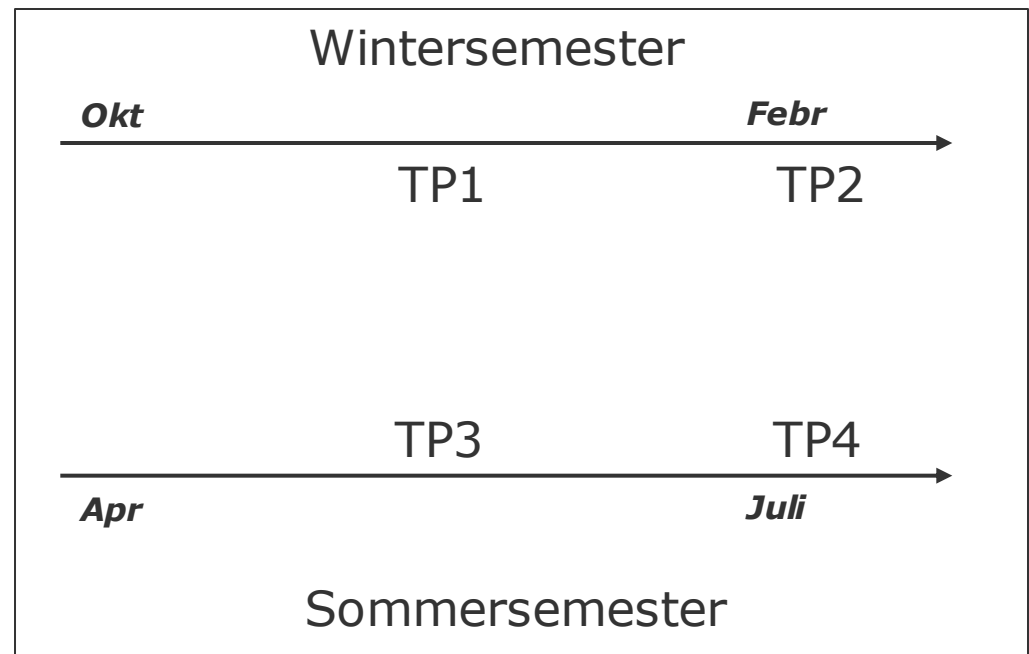 Wintersemester
Okt Febr
TP1 TP2
TP3 TP4
Apr Juli
Sommersemester